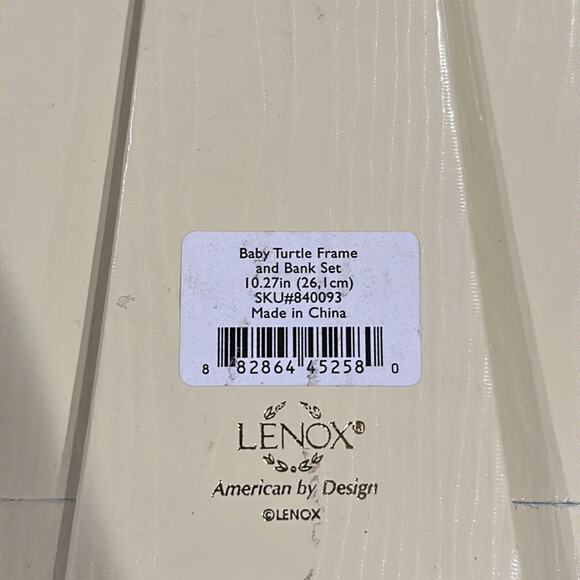 Baby Turtle Frame
and Bank Set
10.27in (26,1cm)
SKU#840093
Made in China
8 82864 45258 0
LENOX®
American by Design
©LENOX